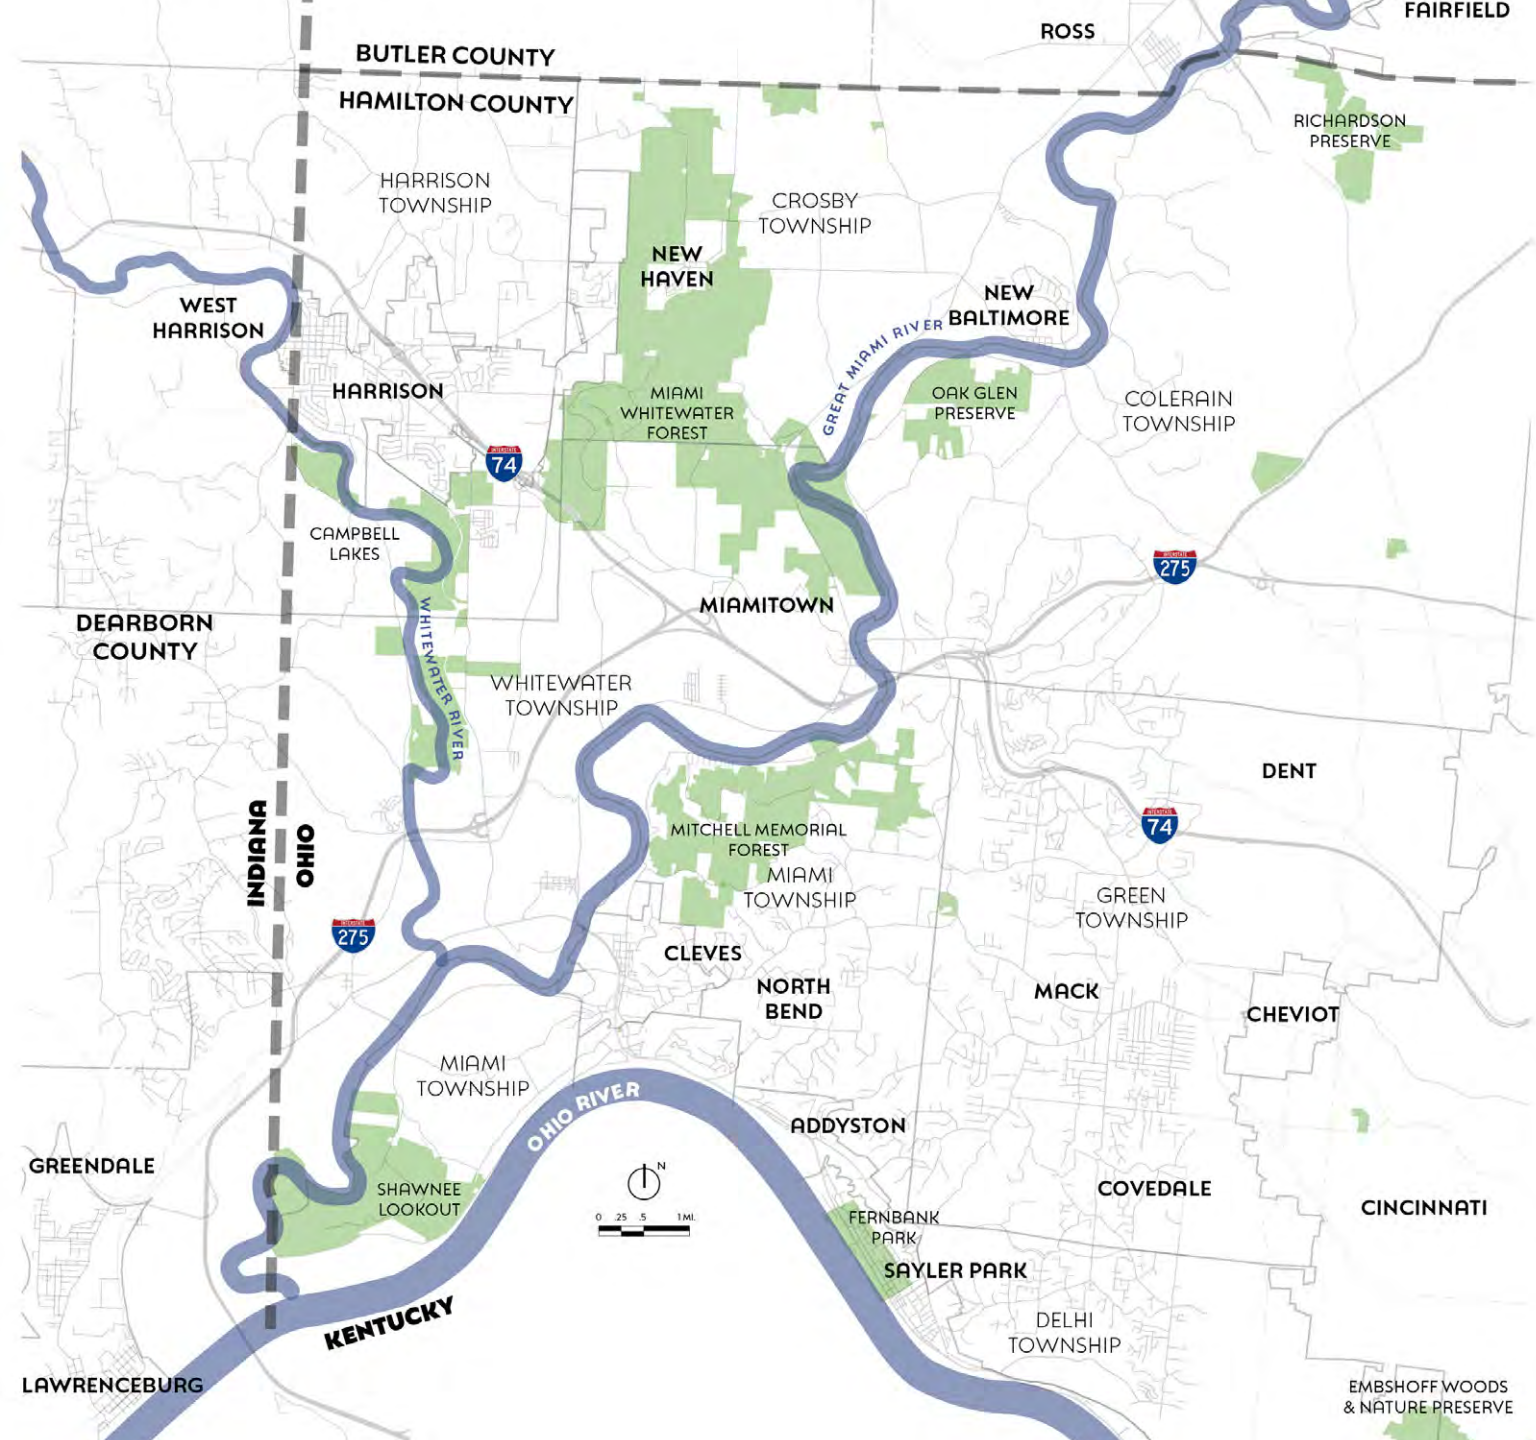 FAIRFIELD
ROSS
BUTLER COUNTY
HAMILTON COUNTY
RICHARDSON
PRESERVE
HARRISON
TOWNSHIP
CROSBY
TOWNSHIP
NEW
HAVEN
WEST
HARRISON
NEW
BALTIMORE
GREAT MIAMI RIVER
HARRISON
MIAMI
WHITEWATER
FOREST
OAK GLEN
PRESERVE
COLERAIN
TOWNSHIP
INTERSTATE
74
CAMPBELL
LAKES
INTERSTATE
275
MIAMITOWN
DEARBORN
COUNTY
WHITEWATER RIVER
WHITEWATER
TOWNSHIP
DENT
INDIANA
OHIO
MITCHELL MEMORIAL
FOREST
INTERSTATE
74
MIAMI
TOWNSHIP
GREEN
TOWNSHIP
INTERSTATE
275
CLEVES
NORTH
BEND
MACK
CHEVIOT
MIAMI
TOWNSHIP
OHIO RIVER
ADDYSTON
GREENDALE
N
SHAWNEE
LOOKOUT
COVEDALE
CINCINNATI
0 .25 .5 1 MI.
FERNBANK
PARK
SAYLER PARK
KENTUCKY
DELHI
TOWNSHIP
LAWRENCEBURG
EMBSHOFF WOODS
& NATURE PRESERVE